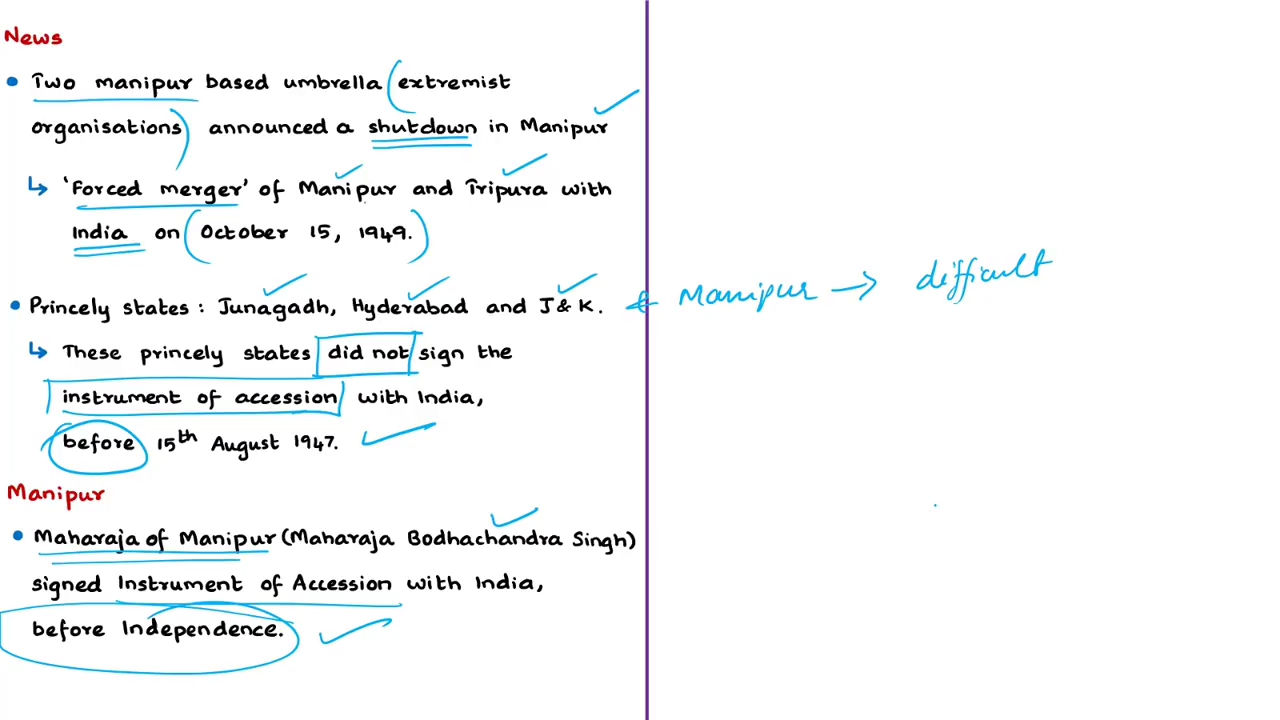 News
• Two manipur based umbrella (extremist
organisations) announced a shutdown in Manipur
↳ 'Forced merger' of Manipur and Tripura with
India on (October 15, 1949.)
• Princely states: Junagadh, Hyderabad and J & K. & Manipur → difficult
↳ These princely states did not sign the
instrument of accession with India,
before 15th August 1947.
Manipur
• Maharaja of Manipur (Maharaja Bodhachandra Singh)
signed Instrument of Accession with India,
before Independence.